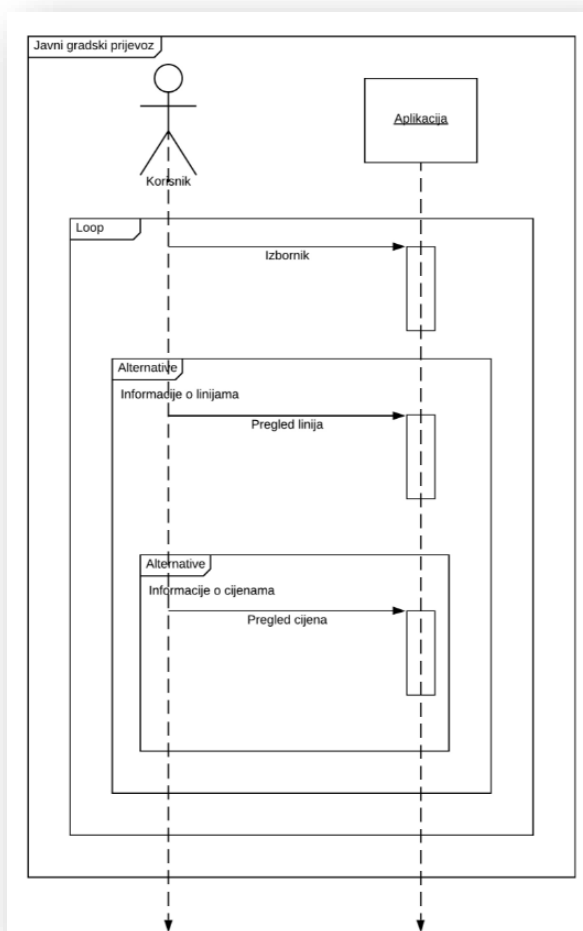 Javni gradski prijevoz
Aplikacija
Korisnik
Loop
Izbornik
Alternative
Informacije o linijama
Pregled linija
Alternative
Informacije o cijenama
Pregled cijena